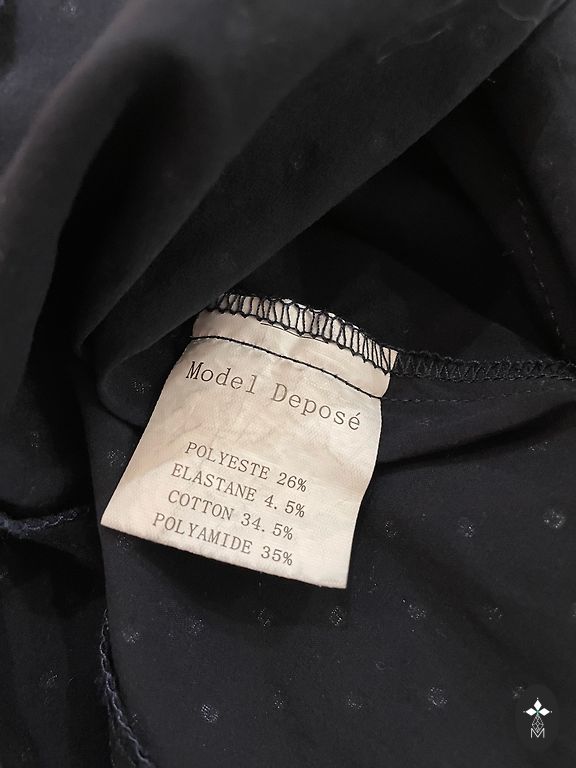 Model Deposé
POLYESTE 26%
ELASTANE 4.5%
COTTON 34.5%
POLYAMIDE 35%
M